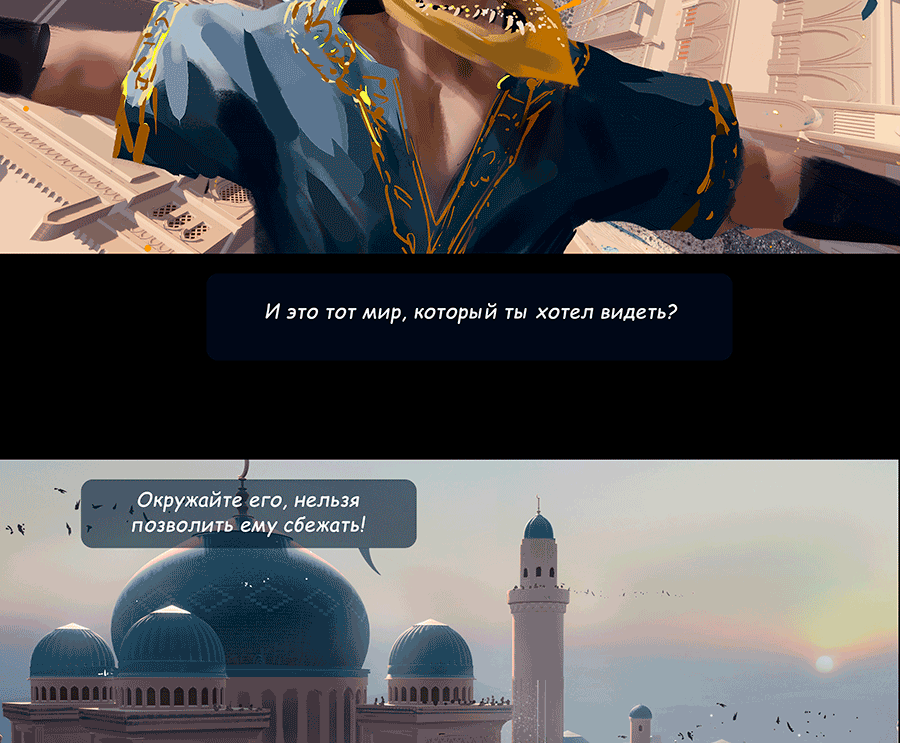 И это тот мир, который ты хотел видеть?
Окружайте его, нельзя
позволить ему сбежать!